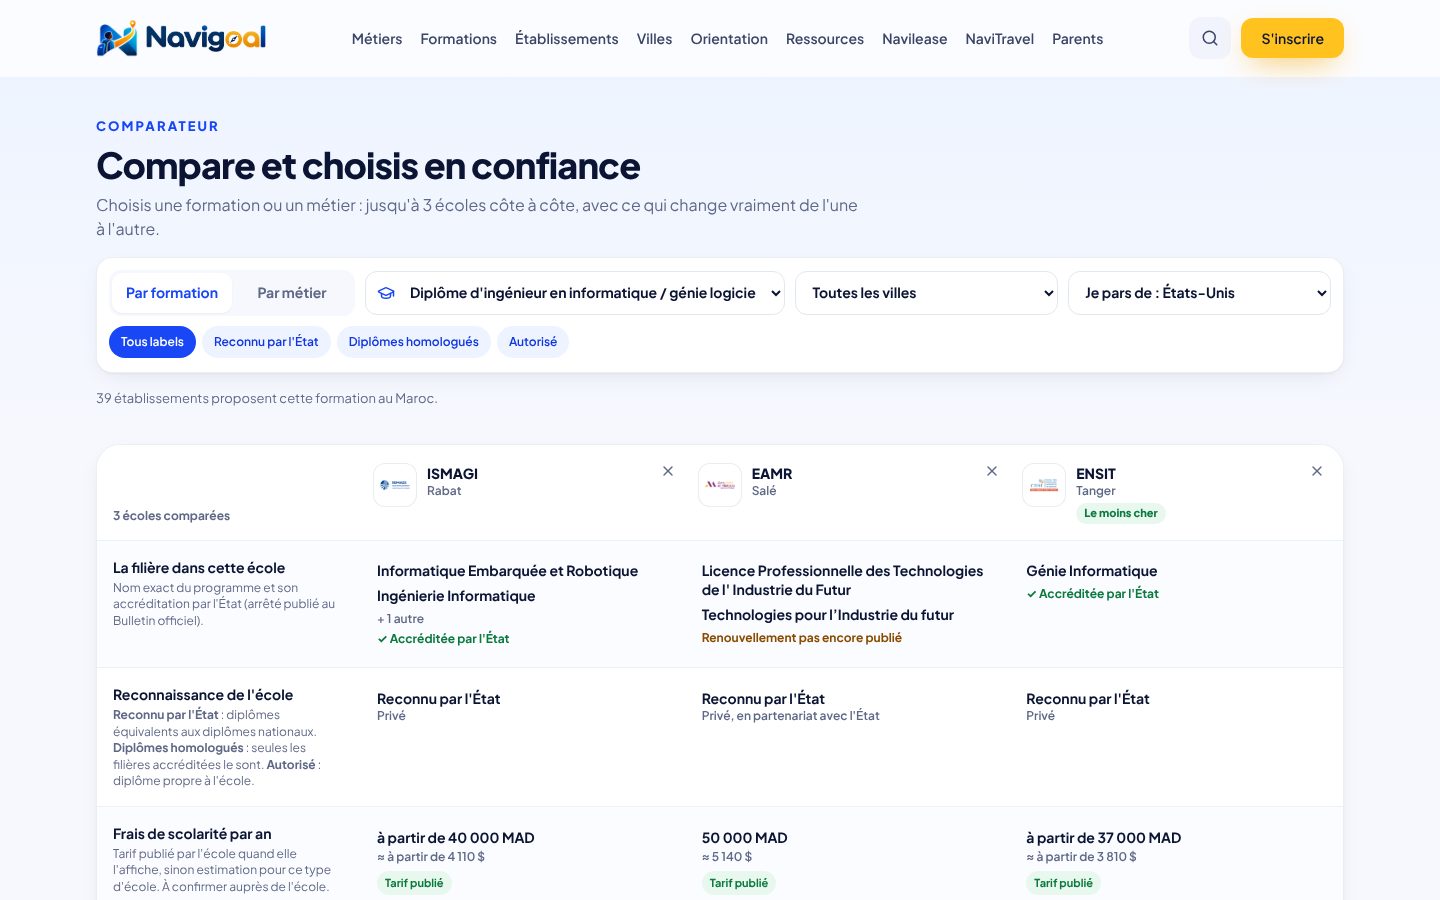 Navigoal
Métiers
Formations
Établissements
Villes
Orientation
Ressources
Navilease
NaviTravel
Parents
S'inscrire
COMPARATEUR
Compare et choisis en confiance
Choisis une formation ou un métier : jusqu'à 3 écoles côte à côte, avec ce qui change vraiment de l'une
à l'autre.
Par formation
Par métier
Diplôme d'ingénieur en informatique / génie logicie
Toutes les villes
Je pars de : États-Unis
Tous labels
Reconnu par l'État
Diplômes homologués
Autorisé
39 établissements proposent cette formation au Maroc.
3 écoles comparées
ISMAGI
Rabat
EAMR
Salé
ENSIT
Tanger
Le moins cher
La filière dans cette école
Nom exact du programme et son
accréditation par l'État (arrêté publié au
Bulletin officiel).
Informatique Embarquée et Robotique
Ingénierie Informatique
+ 1 autre
✓ Accréditée par l'État
Licence Professionnelle des Technologies
de l' Industrie du Futur
Technologies pour l’Industrie du futur
Renouvellement pas encore publié
Génie Informatique
✓ Accréditée par l'État
Reconnaissance de l'école
Reconnu par l'État : diplômes
équivalents aux diplômes nationaux.
Diplômes homologués : seules les
filières accréditées le sont. Autorisé :
diplôme propre à l'école.
Reconnu par l'État
Privé
Reconnu par l'État
Privé, en partenariat avec l'État
Reconnu par l'État
Privé
Frais de scolarité par an
Tarif publié par l'école quand elle
l'affiche, sinon estimation pour ce type
d'école. À confirmer auprès de l'école.
à partir de 40 000 MAD
≈ à partir de 4 110 $
Tarif publié
50 000 MAD
≈ 5 140 $
Tarif publié
à partir de 37 000 MAD
≈ à partir de 3 810 $
Tarif publié